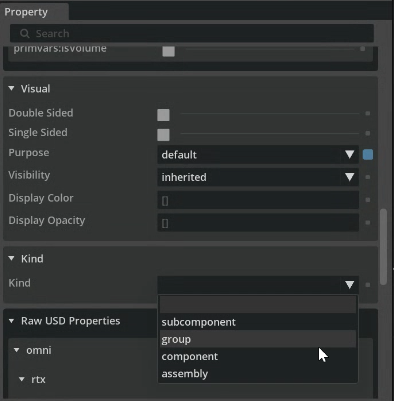 Property
Search
primvars:isVolume
Visual
Double Sided
Single Sided
Purpose default
Visibility inherited
Display Color []
Display Opacity []
Kind
Kind
subcomponent
group
component
assembly
Raw USD Properties
omni
rtx